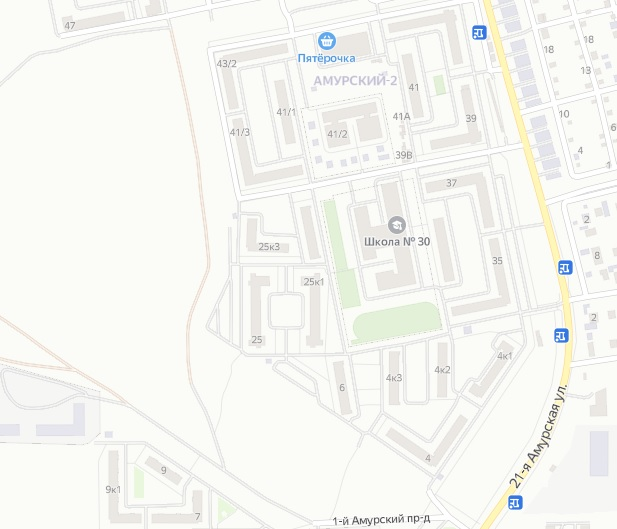 47
Пятёрочка
43/2
АМУРСКИЙ-2
41
18
18
13
41/1
10
6
41А
39
41/3
41/2
4
39В
1
37
2
Школа № 30
25к3
8
35
25к1
2
25
4к1
4к2
4к3
6
21-я Амурская ул.
4
9
9к1
7
1-й Амурский пр-д